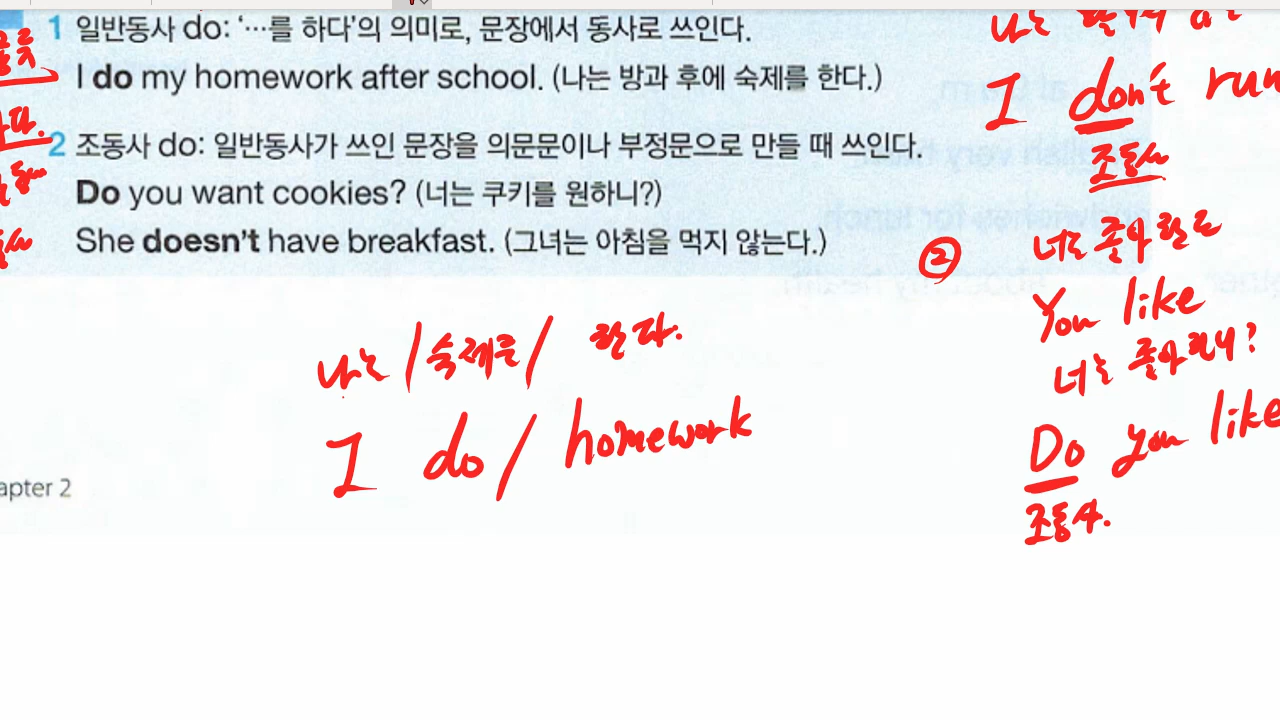 1 일반동사 do: ‘…를 하다’의 의미로, 문장에서 동사로 쓰인다.
I do my homework after school. (나는 방과 후에 숙제를 한다.)
2 조동사 do: 일반동사가 쓰인 문장을 의문문이나 부정문으로 만들 때 쓰인다.
Do you want cookies? (너는 쿠키를 원하니?)
She doesn’t have breakfast. (그녀는 아침을 먹지 않는다.)
나는 / 숙제를 / 한다.
I do / homework
apter 2
나는
I don't run
조동사
② 너는 좋아한다
You like
너는 좋아하니?
Do you like
조동사.